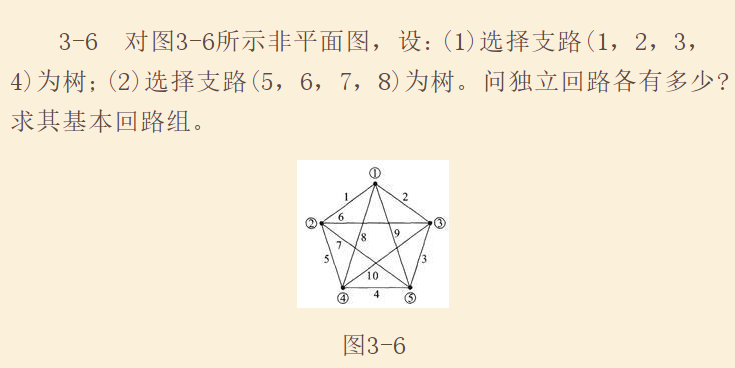 3-6 对图3-6所示非平面图，设：(1)选择支路(1，2，3，
4)为树；(2)选择支路(5，6，7，8)为树。问独立回路各有多少?
求其基本回路组。
①
1 2
② 6 ③
8 9
7
5 3
10
④ 4 ⑤
图3-6